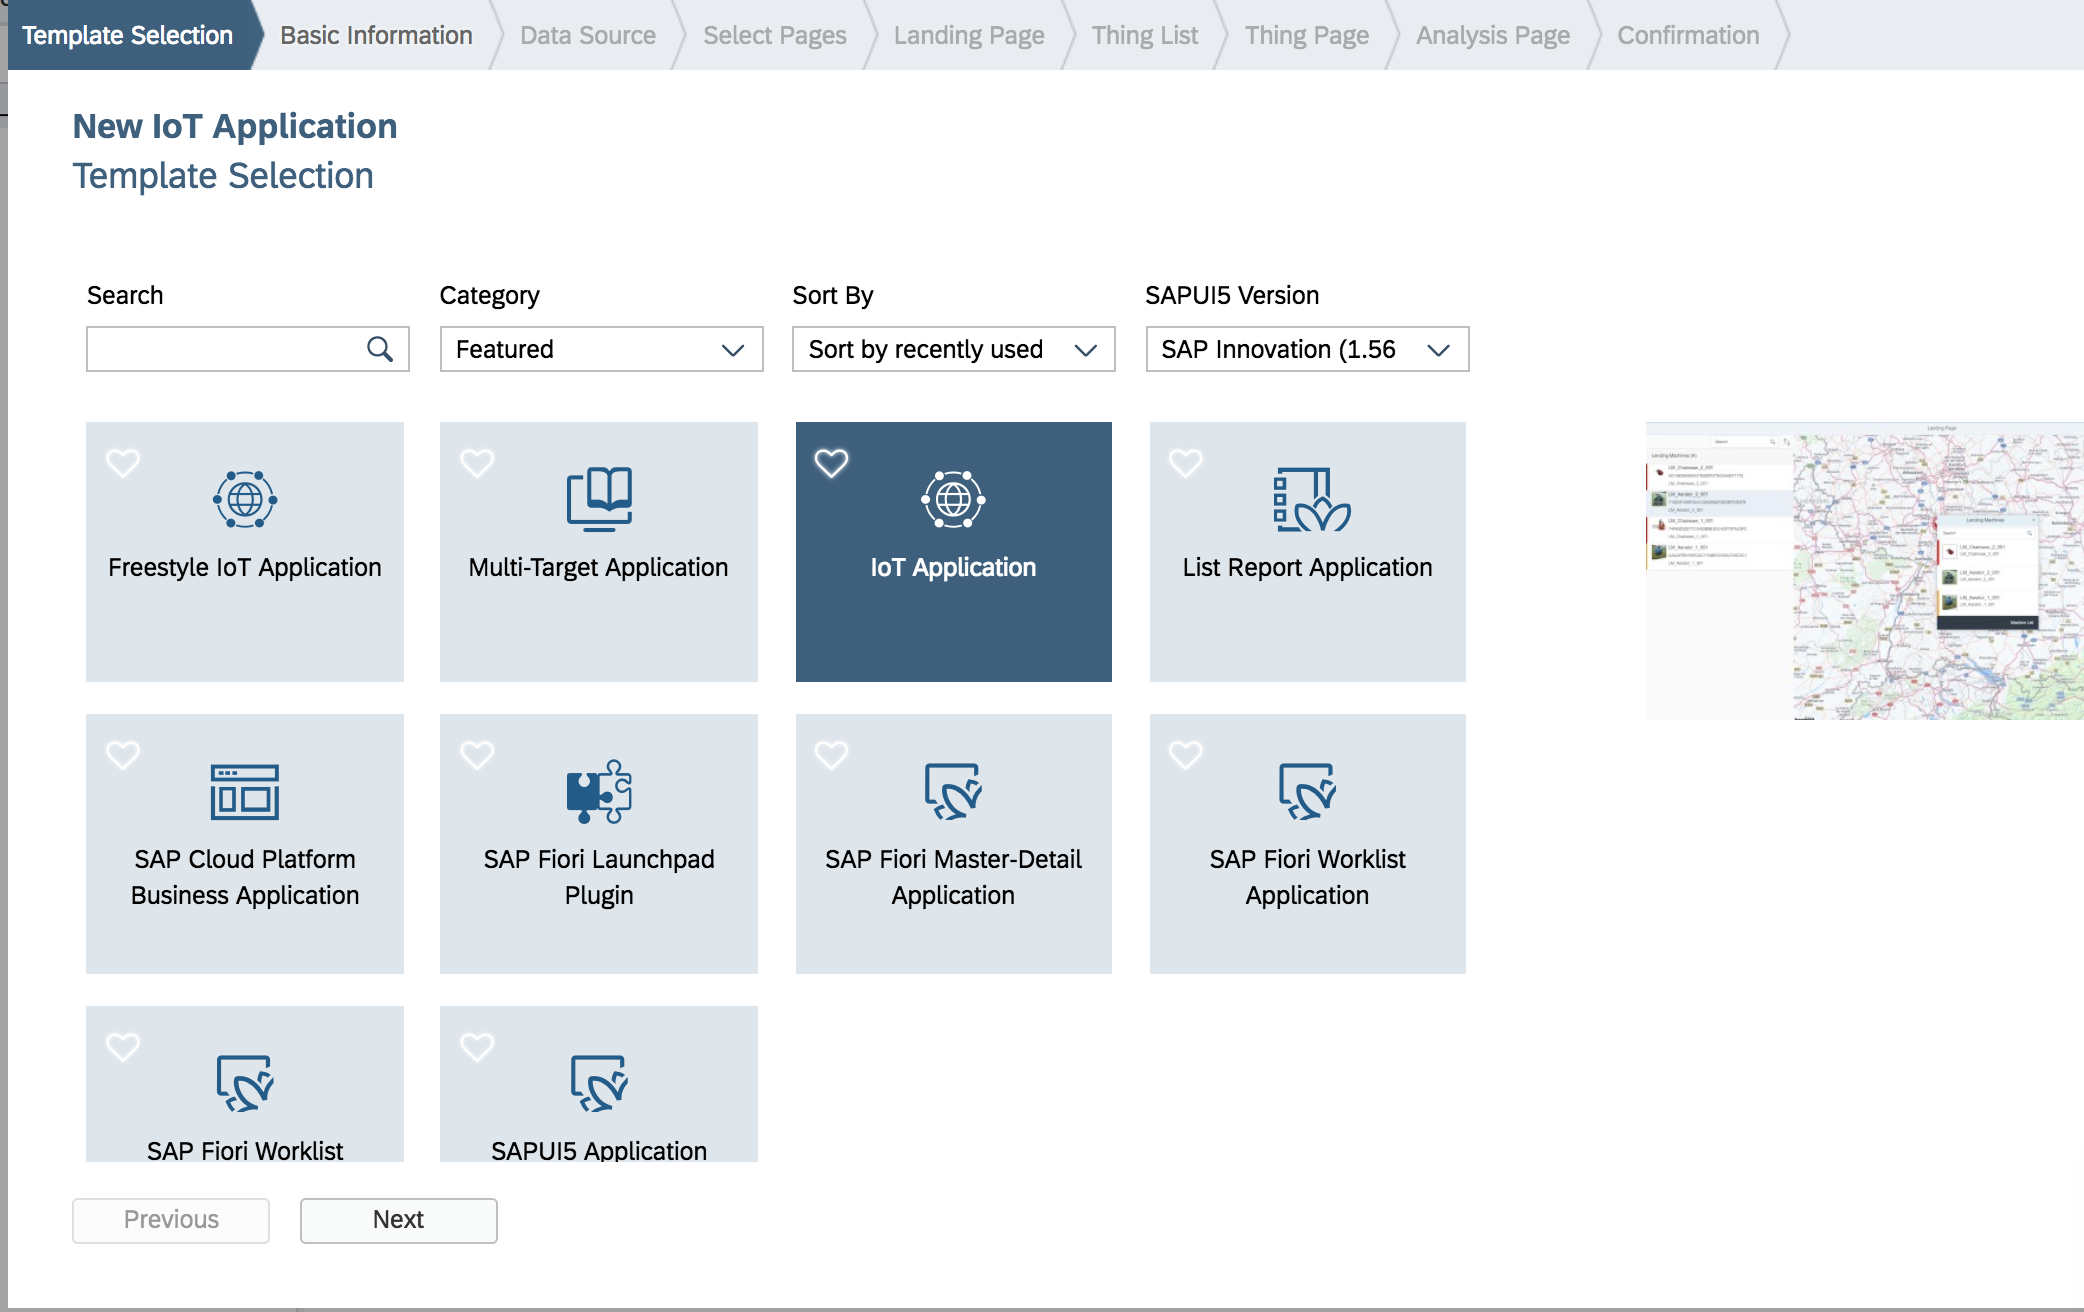 Template Selection
Basic Information
Data Source
Select Pages
Landing Page
Thing List
Thing Page
Analysis Page
Confirmation
New IoT Application
Template Selection
Search
Category
Sort By
SAPUI5 Version
Featured
Sort by recently used
SAP Innovation (1.56
Freestyle IoT Application
Multi-Target Application
IoT Application
List Report Application
SAP Cloud Platform
Business Application
SAP Fiori Launchpad
Plugin
SAP Fiori Master-Detail
Application
SAP Fiori Worklist
Application
SAP Fiori Worklist
SAPUI5 Application
Landing Page
Search
Previous
Next